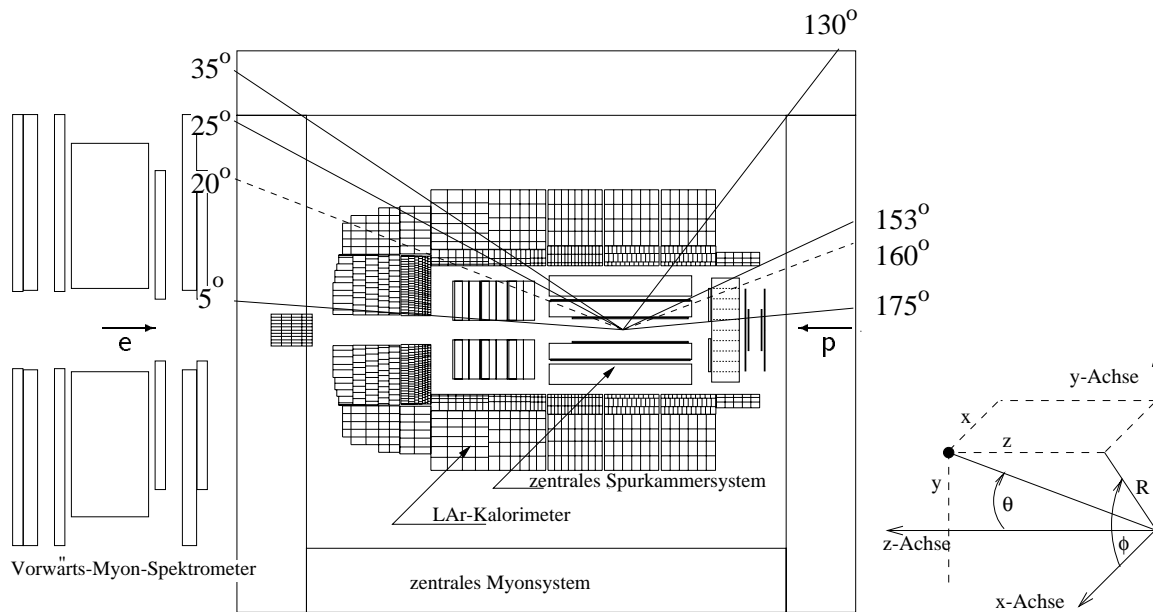 130°
35°
25°
20°
5°
153°
160°
175°
e
p
zentrales Spurkammersystem
LAr-Kalorimeter
Vorwärts-Myon-Spektrometer
zentrales Myonsystem
y-Achse
x
z
y
R
θ
z-Achse
ϕ
x-Achse